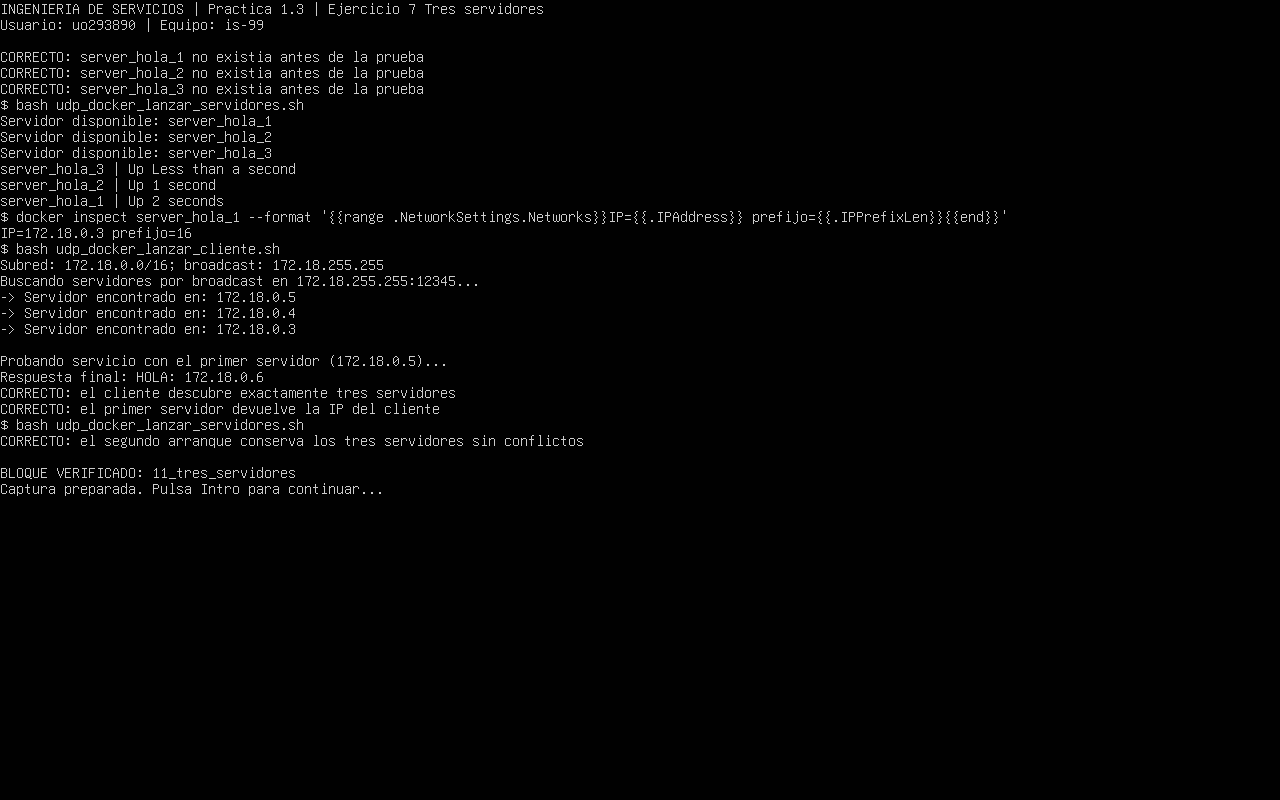 INGENIERIA DE SERVICIOS | Practica 1.3 | Ejercicio 7 Tres servidores
Usuario: uo293890 | Equipo: is-99
CORRECTO: server_hola_1 no existia antes de la prueba
CORRECTO: server_hola_2 no existia antes de la prueba
CORRECTO: server_hola_3 no existia antes de la prueba
$ bash udp_docker_lanzar_servidores.sh
Servidor disponible: server_hola_1
Servidor disponible: server_hola_2
Servidor disponible: server_hola_3
server_hola_3 | Up Less than a second
server_hola_2 | Up 1 second
server_hola_1 | Up 2 seconds
$ docker inspect server_hola_1 --format '{{range .NetworkSettings.Networks}}IP={{.IPAddress}} prefijo={{.IPPrefixLen}}{{end}}'
IP=172.18.0.3 prefijo=16
$ bash udp_docker_lanzar_cliente.sh
Subred: 172.18.0.0/16; broadcast: 172.18.255.255
Buscando servidores por broadcast en 172.18.255.255:12345...
-> Servidor encontrado en: 172.18.0.5
-> Servidor encontrado en: 172.18.0.4
-> Servidor encontrado en: 172.18.0.3
Probando servicio con el primer servidor (172.18.0.5)...
Respuesta final: HOLA: 172.18.0.6
CORRECTO: el cliente descubre exactamente tres servidores
CORRECTO: el primer servidor devuelve la IP del cliente
$ bash udp_docker_lanzar_servidores.sh
CORRECTO: el segundo arranque conserva los tres servidores sin conflictos
BLOQUE VERIFICADO: 11_tres_servidores
Captura preparada. Pulsa Intro para continuar...